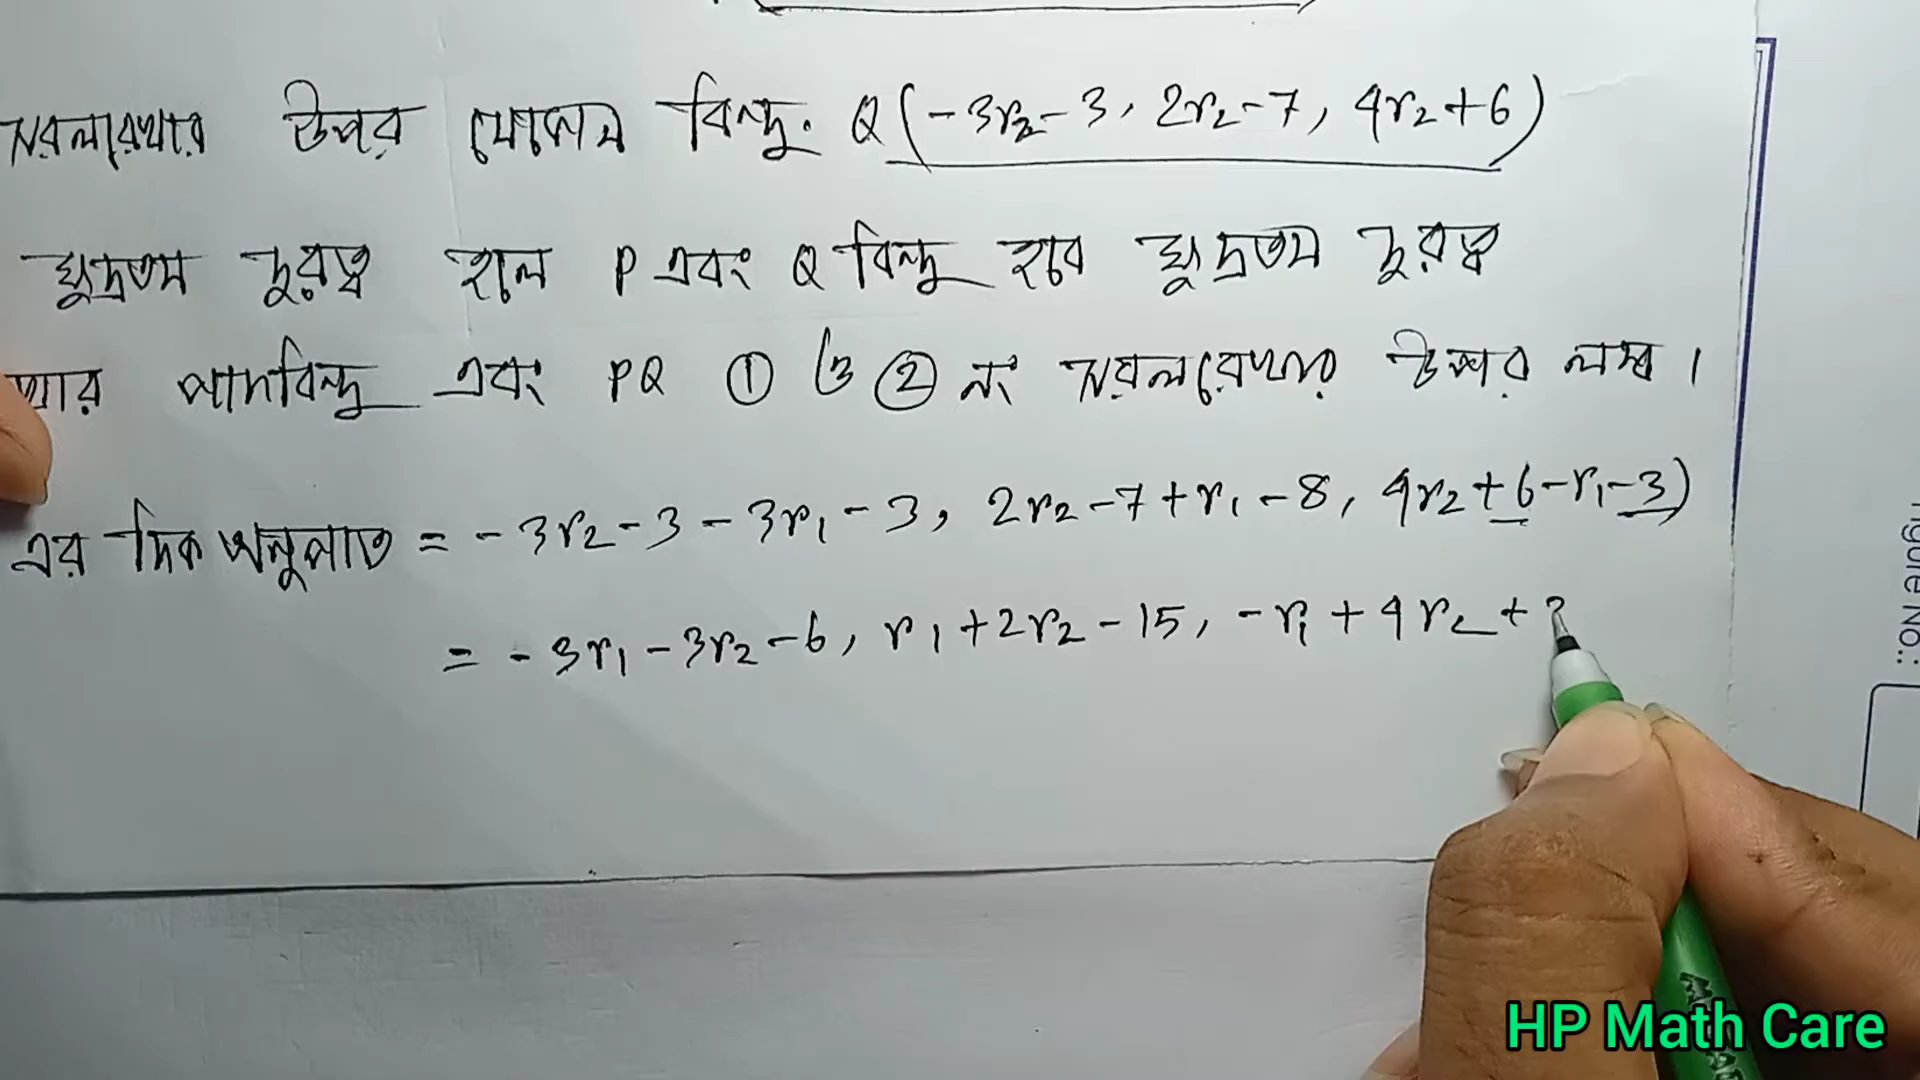 সরলরেখার উপর যেকোন বিন্দু. Q (-3r₂-3, 2r₂-7, 4r₂+6)
ক্ষুদ্রতম দূরত্ব হলে P এবং Q বিন্দু হবে ক্ষুদ্রতম দূরত্ব
পাদবিন্দু এবং PQ ① ও ② নং সরলরেখার উপর লম্ব।
এর দিক অনুপাত = -3r₂-3-3r₁-3, 2r₂-7+r₁-8, 4r₂+6-r₁-3)
= -3r₁-3r₂-6, r₁+2r₂-15, -r₁+4r₂+3
HP Math Care